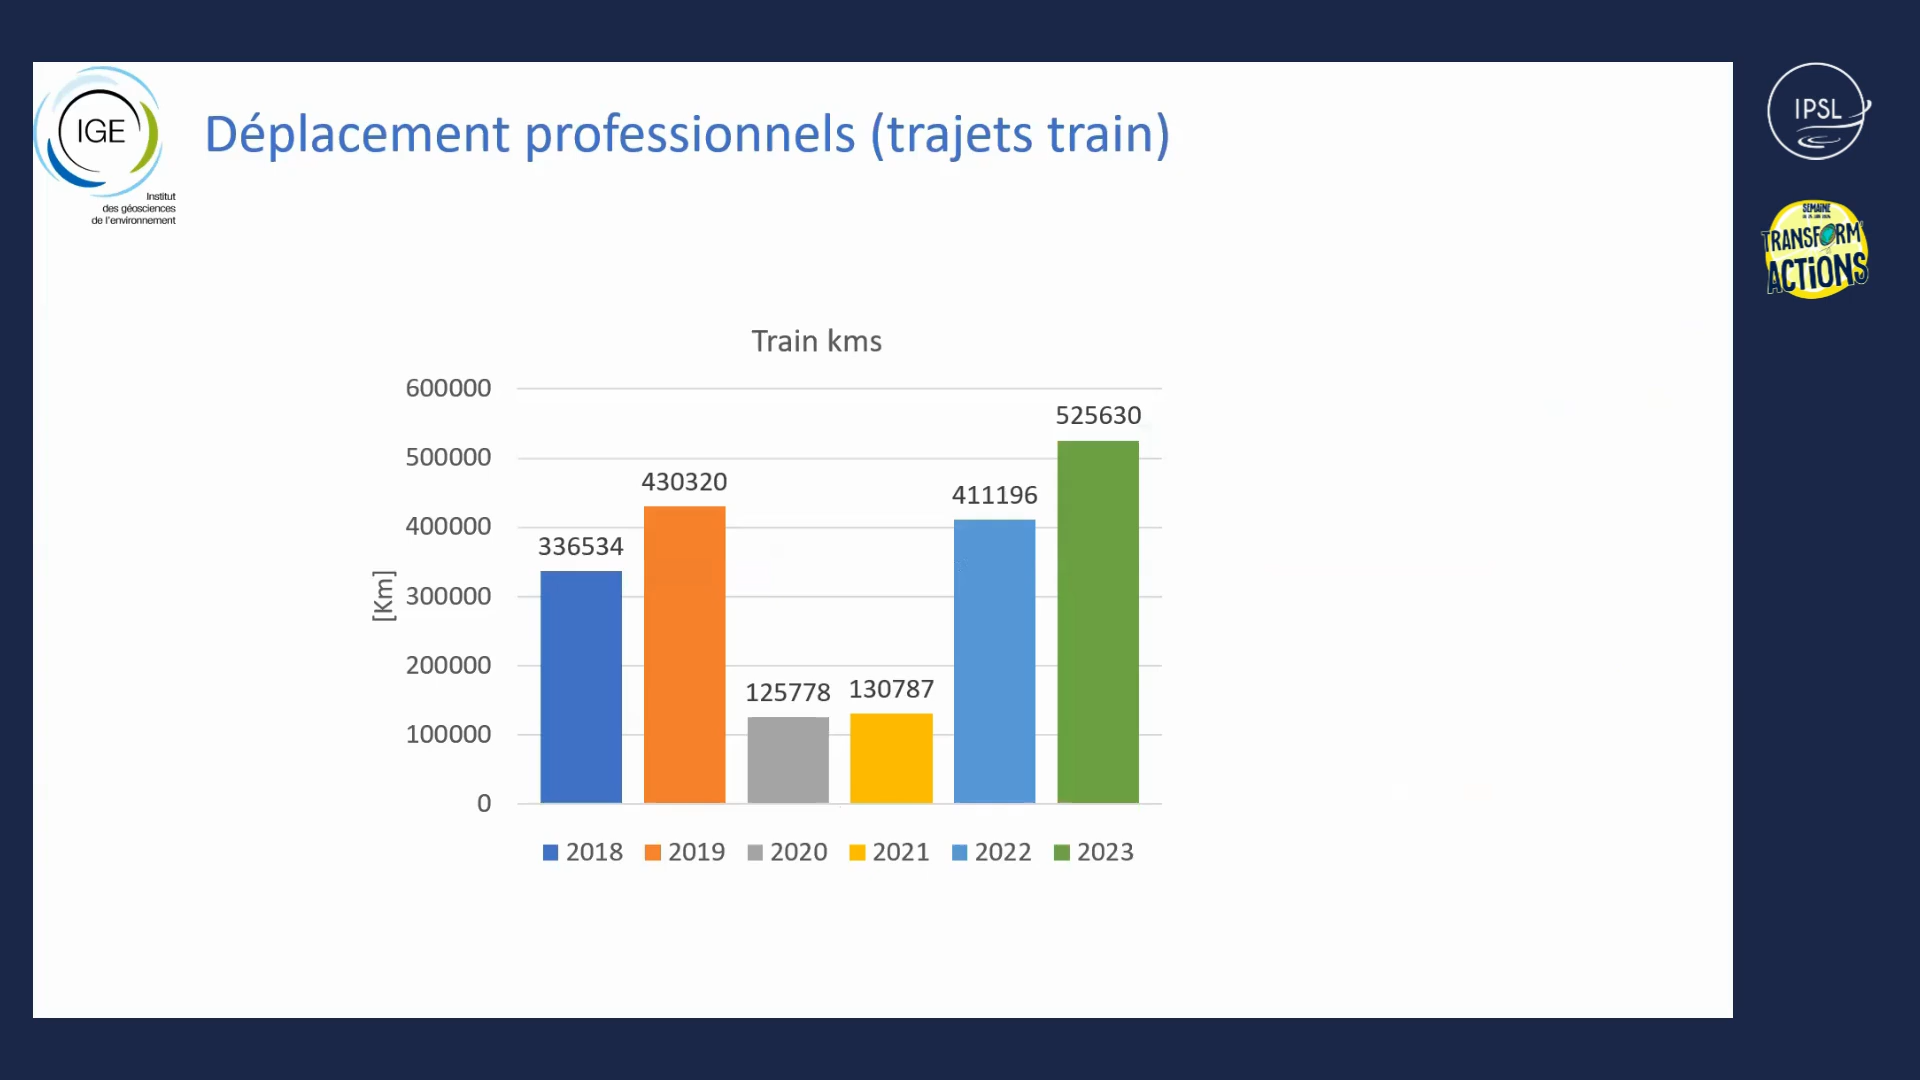 IGE
Institut
des géosciences
de l'environnement
Déplacement professionnels (trajets train)
IPSL
SEMAINE
TRANSFORM'
ACTiONS
Train kms
[Km]
600000
500000
400000
300000
200000
100000
0
336534
430320
125778
130787
411196
525630
2018 2019 2020 2021 2022 2023